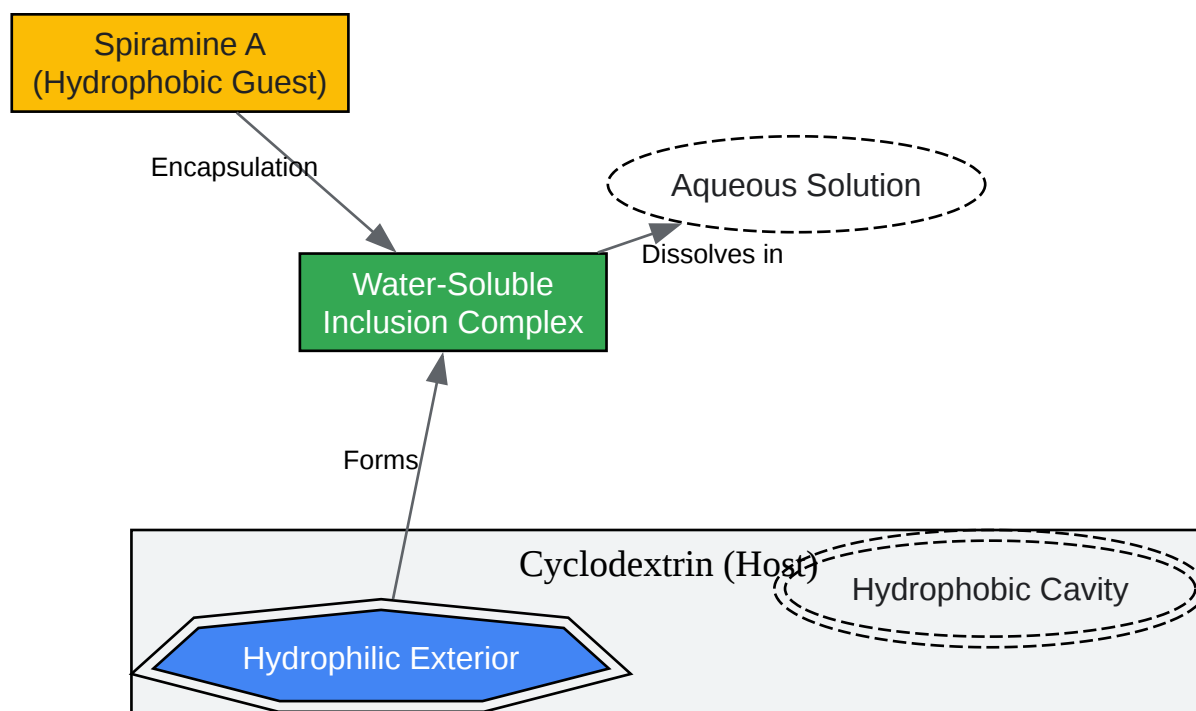 Spiramine A
(Hydrophobic Guest)
Encapsulation
Aqueous Solution
Dissolves in
Water-Soluble
Inclusion Complex
Forms
Cyclodextrin (Host)
Hydrophobic Cavity
Hydrophilic Exterior